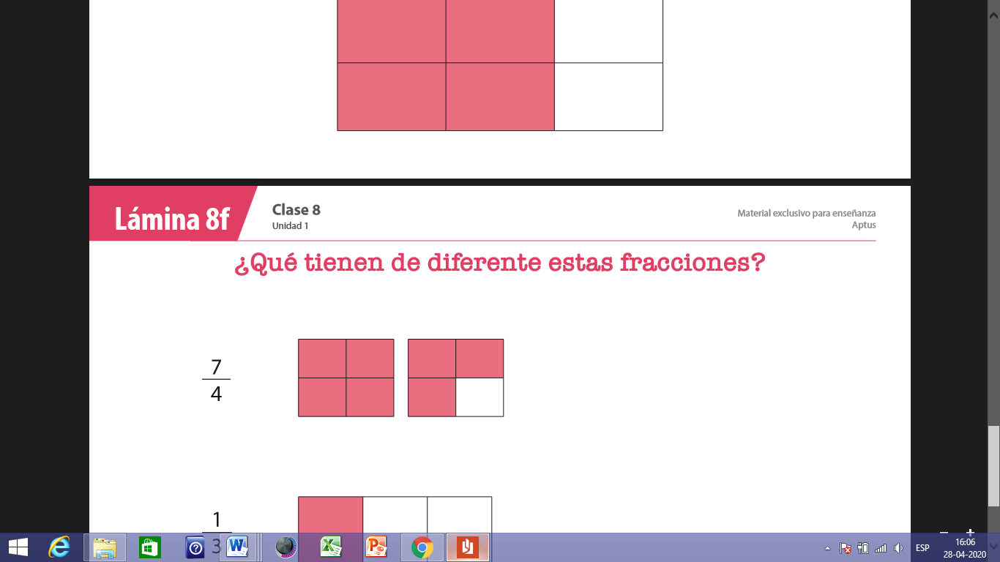 Lámina 8f
Clase 8
Unidad 1
Material exclusivo para enseñanza
Aptus
¿Qué tienen de diferente estas fracciones?
7
4
1
3
ESP
16:06
28-04-2020